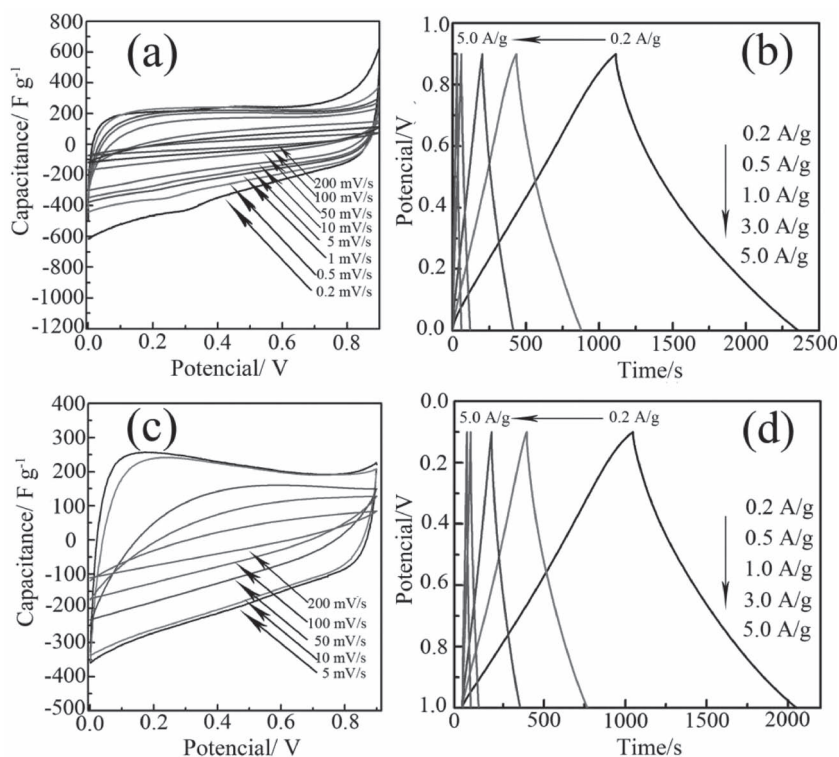 (a)
Capacitance/ F g-1
800
600
400
200
0
-200
-400
-600
-800
-1000
-1200
200 mV/s
100 mV/s
50 mV/s
10 mV/s
5 mV/s
1 mV/s
0.5 mV/s
0.2 mV/s
0.0 0.2 0.4 0.6 0.8
Potencial/ V
(b)
5.0 A/g 0.2 A/g
Potencial/V
1.0
0.8
0.6
0.4
0.2
0.0
0.2 A/g
0.5 A/g
1.0 A/g
3.0 A/g
5.0 A/g
0 500 1000 1500 2000 2500
Time/s
(c)
Capacitance/ F g-1
400
300
200
100
0
-100
-200
-300
-400
-500
200 mV/s
100 mV/s
50 mV/s
10 mV/s
5 mV/s
0.0 0.2 0.4 0.6 0.8
Potencial/ V
(d)
5.0 A/g 0.2 A/g
Potencial/V
0.0
0.2
0.4
0.6
0.8
1.0
0.2 A/g
0.5 A/g
1.0 A/g
3.0 A/g
5.0 A/g
0 500 1000 1500 2000
Time/s